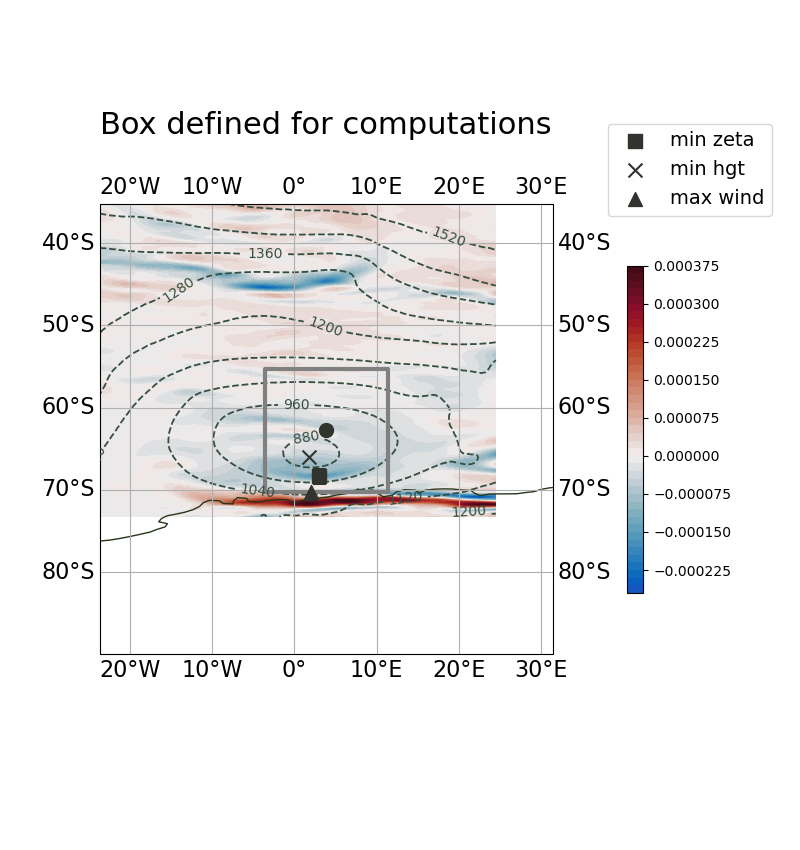 Box defined for computations
min zeta
min hgt
max wind
20°W 10°W 0° 10°E 20°E 30°E
40°S 40°S
50°S 50°S
60°S 60°S
70°S 70°S
80°S 80°S
1520
1360
1280
1200
960
880
1040
1120
1200
20°W 10°W 0° 10°E 20°E 30°E
0.000375
0.000300
0.000225
0.000150
0.000075
0.000000
−0.000075
−0.000150
−0.000225